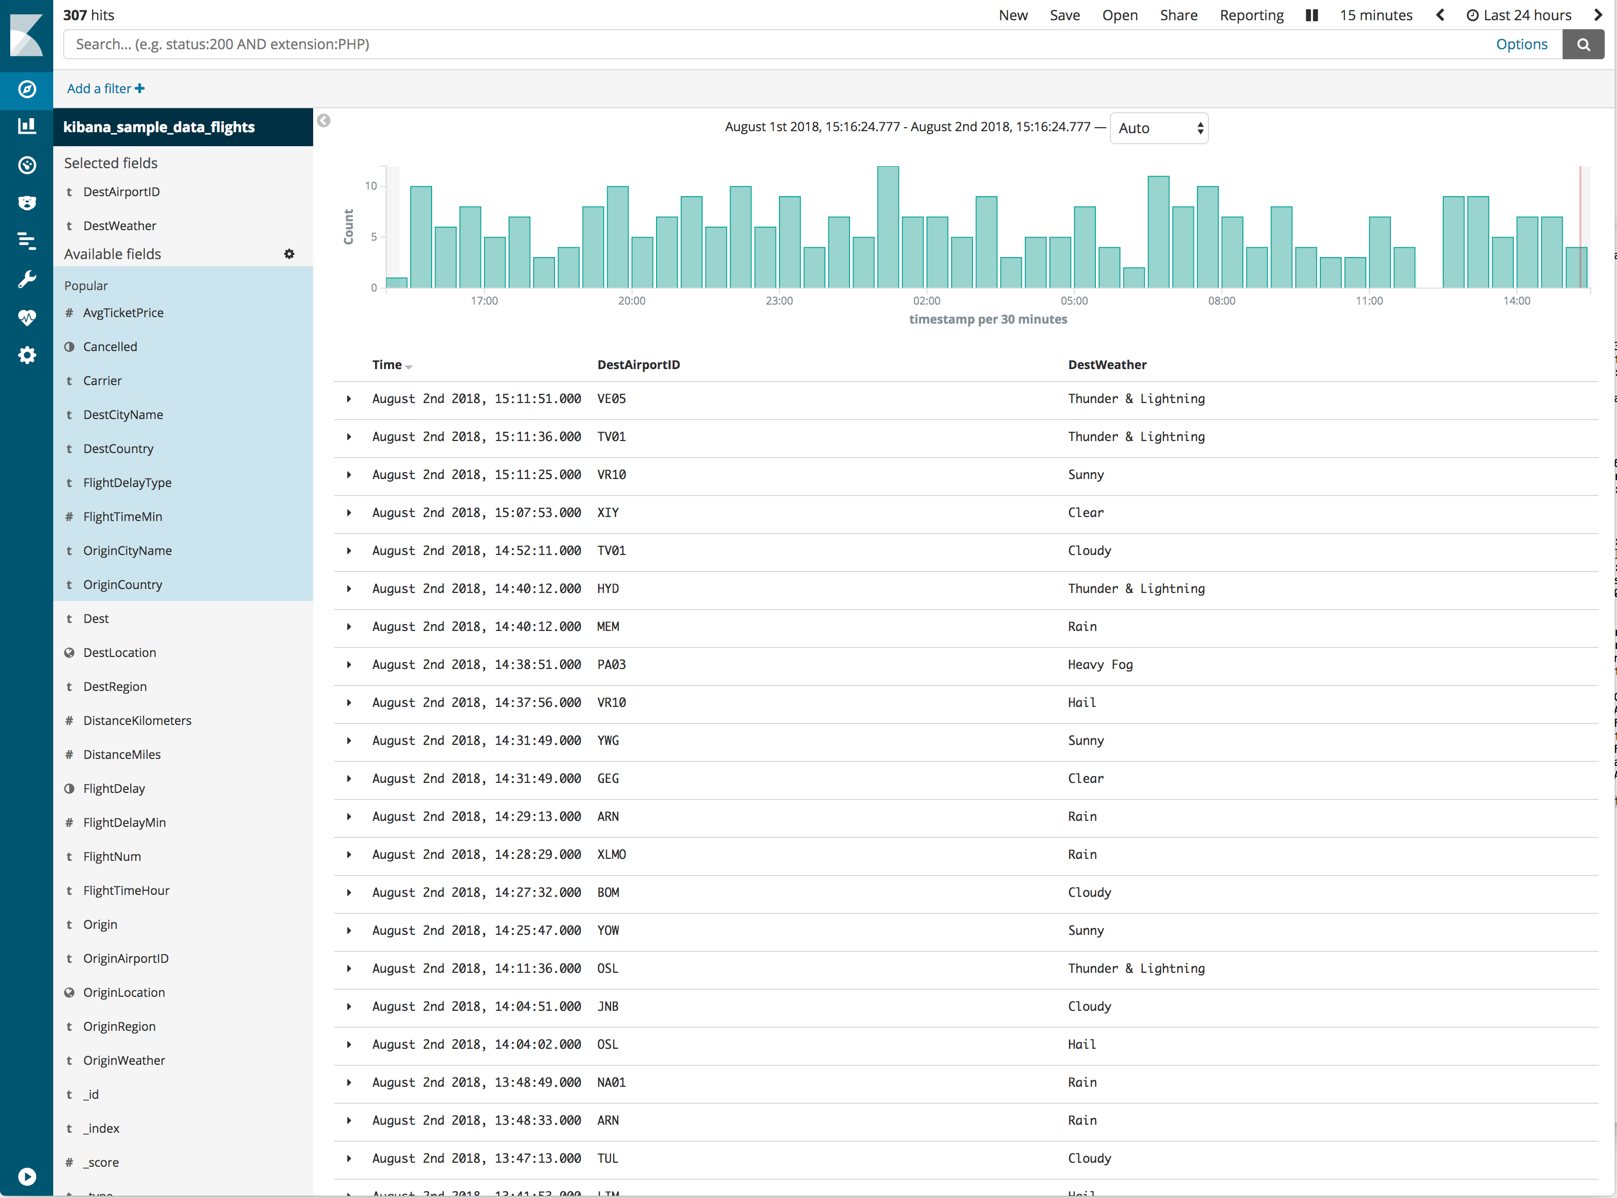 307 hits
New Save Open Share Reporting 15 minutes Last 24 hours
Search... (e.g. status:200 AND extension:PHP)
Options
Add a filter +
kibana_sample_data_flights
Selected fields
t DestAirportID
t DestWeather
Available fields
Popular
# AvgTicketPrice
Cancelled
t Carrier
t DestCityName
t DestCountry
t FlightDelayType
# FlightTimeMin
t OriginCityName
t OriginCountry
t Dest
DestLocation
t DestRegion
# DistanceKilometers
# DistanceMiles
FlightDelay
# FlightDelayMin
t FlightNum
t FlightTimeHour
t Origin
t OriginAirportID
OriginLocation
t OriginRegion
t OriginWeather
t _id
t _index
# _score
August 1st 2018, 15:16:24.777 - August 2nd 2018, 15:16:24.777 — Auto
Count
10
5
0
17:00 20:00 23:00 02:00 05:00 08:00 11:00 14:00
timestamp per 30 minutes
Time DestAirportID DestWeather
August 2nd 2018, 15:11:51.000 VE05 Thunder & Lightning
August 2nd 2018, 15:11:36.000 TV01 Thunder & Lightning
August 2nd 2018, 15:11:25.000 VR10 Sunny
August 2nd 2018, 15:07:53.000 XIY Clear
August 2nd 2018, 14:52:11.000 TV01 Cloudy
August 2nd 2018, 14:40:12.000 HYD Thunder & Lightning
August 2nd 2018, 14:40:12.000 MEM Rain
August 2nd 2018, 14:38:51.000 PA03 Heavy Fog
August 2nd 2018, 14:37:56.000 VR10 Hail
August 2nd 2018, 14:31:49.000 YWG Sunny
August 2nd 2018, 14:31:49.000 GEG Clear
August 2nd 2018, 14:29:13.000 ARN Rain
August 2nd 2018, 14:28:29.000 XLMO Rain
August 2nd 2018, 14:27:32.000 BOM Cloudy
August 2nd 2018, 14:25:47.000 YOW Sunny
August 2nd 2018, 14:11:36.000 OSL Thunder & Lightning
August 2nd 2018, 14:04:51.000 JNB Cloudy
August 2nd 2018, 14:04:02.000 OSL Hail
August 2nd 2018, 13:48:49.000 NA01 Rain
August 2nd 2018, 13:48:33.000 ARN Rain
August 2nd 2018, 13:47:13.000 TUL Cloudy